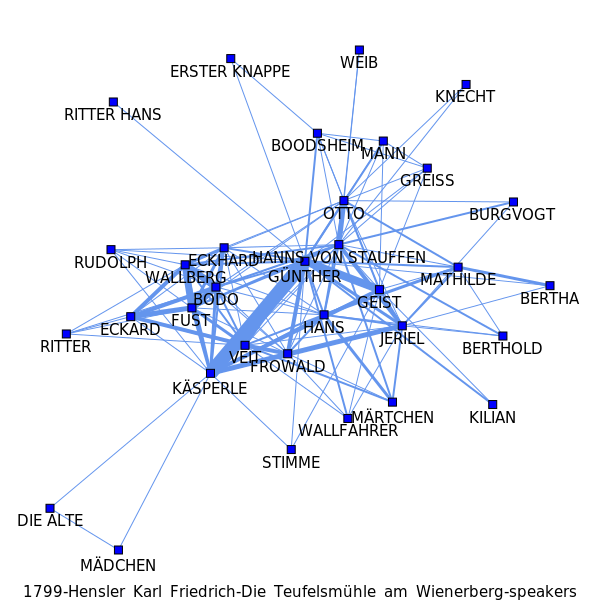 WEIB
ERSTER KNAPPE
KNECHT
RITTER HANS
BOODSHEIM
MANN
GREISS
OTTO
BURGVOGT
RUDOLPH
ECKHARD
HANNS VON STAUFFEN
WALLBERG
GÜNTHER
MATHILDE
BODO
GEIST
BERTHA
FUST
ECKARD
HANS
JERIEL
RITTER
VEIT
FROWALD
BERTHOLD
KÄSPERLE
MÄRTCHEN
KILIAN
WALLFAHRER
STIMME
DIE ALTE
MÄDCHEN
1799-Hensler Karl Friedrich-Die Teufelsmühle am Wienerberg-speakers